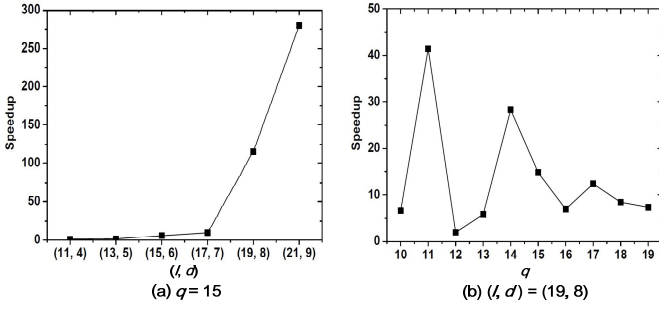 300
250
200
150
100
50
0
Speedup
(11, 4) (13, 5) (15, 6) (17, 7) (19, 8) (21, 9)
(l, d)
(a) q = 15
50
40
30
20
10
0
Speedup
10 11 12 13 14 15 16 17 18 19
q
(b) (l, d) = (19, 8)